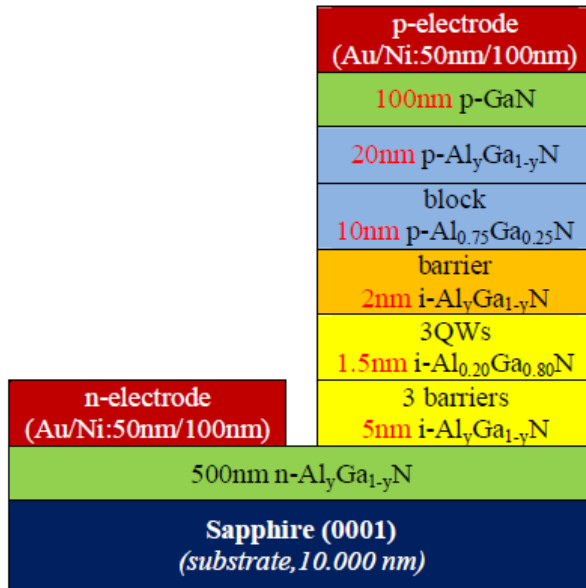 p-electrode
(Au/Ni:50nm/100nm)
100nm p-GaN
20nm p-AlyGa1-yN
block
10nm p-Al0.75Ga0.25N
barrier
2nm i-AlyGa1-yN
3QWs
1.5nm i-Al0.20Ga0.80N
n-electrode
(Au/Ni:50nm/100nm)
3 barriers
5nm i-AlyGa1-yN
500nm n-AlyGa1-yN
Sapphire (0001)
(substrate,10.000 nm)